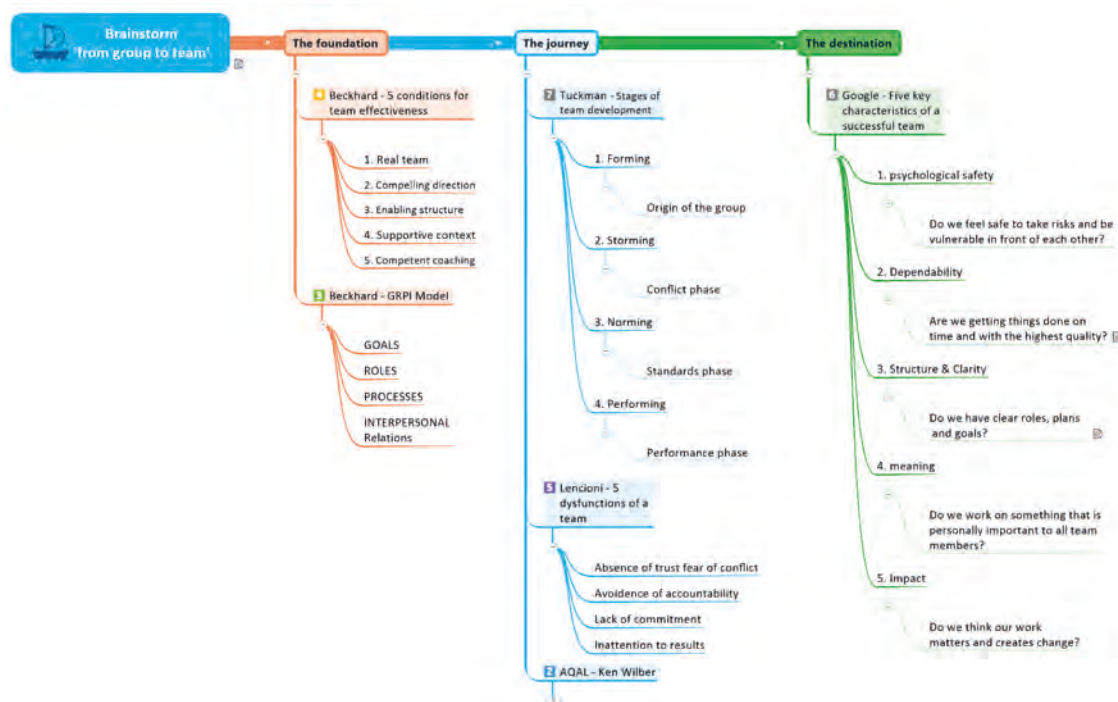 Brainstorm
'from group to team'
The foundation
4 Beckhard - 5 conditions for
team effectiveness
1. Real team
2. Compelling direction
3. Enabling structure
4. Supportive context
5. Competent coaching
3 Beckhard - GRPI Model
GOALS
ROLES
PROCESSES
INTERPERSONAL
Relations
The journey
7 Tuckman - Stages of
team development
1. Forming
Origin of the group
2. Storming
Conflict phase
3. Norming
Standards phase
4. Performing
Performance phase
5 Lencioni - 5
dysfunctions of a
team
Absence of trust fear of conflict
Avoidence of accountability
Lack of commitment
Inattention to results
2 AQAL - Ken Wilber
The destination
6 Google - Five key
characteristics of a
successful team
1. psychological safety
Do we feel safe to take risks and be
vulnerable in front of each other?
2. Dependability
Are we getting things done on
time and with the highest quality?
3. Structure & Clarity
Do we have clear roles, plans
and goals?
4. meaning
Do we work on something that is
personally important to all team
members?
5. Impact
Do we think our work
matters and creates change?